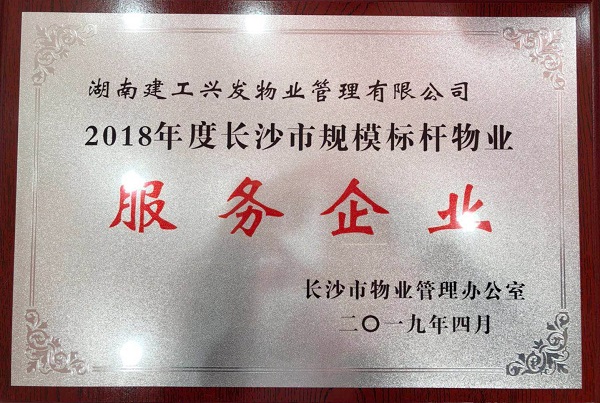 湖南建工兴发物业管理有限公司
2018年度长沙市规模标杆物业
服务企业
长沙市物业管理办公室
二〇一九年四月